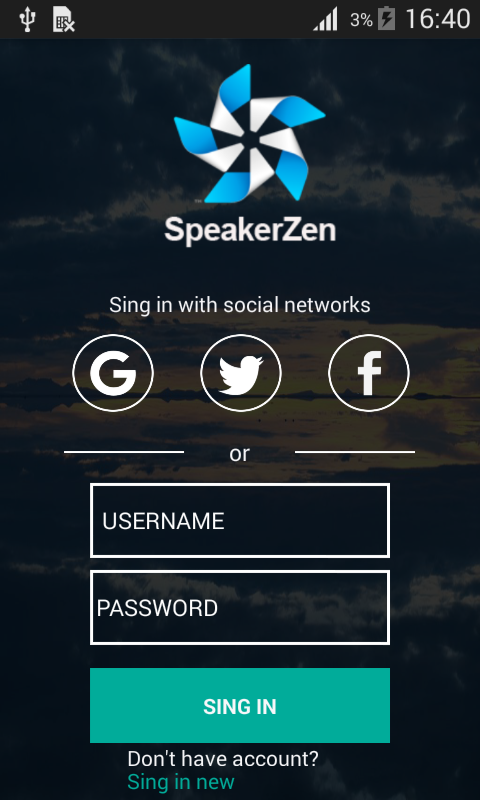 3% 16:40
SpeakerZen
Sing in with social networks
or
USERNAME
PASSWORD
SING IN
Don't have account?
Sing in new